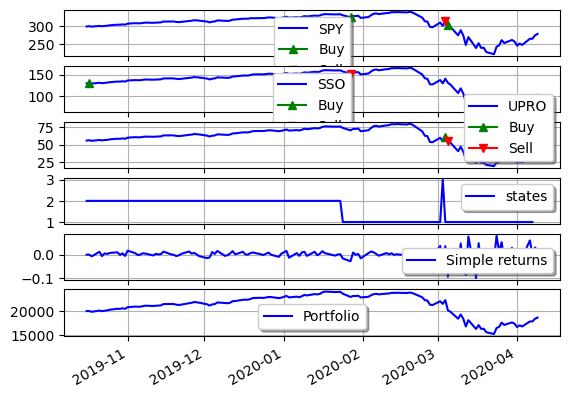 300
250
SPY
Buy
150
100
SSO
Buy
75
50
25
UPRO
Buy
Sell
3
2
1
states
0.0
−0.1
Simple returns
20000
15000
Portfolio
2019-11
2019-12
2020-01
2020-02
2020-03
2020-04